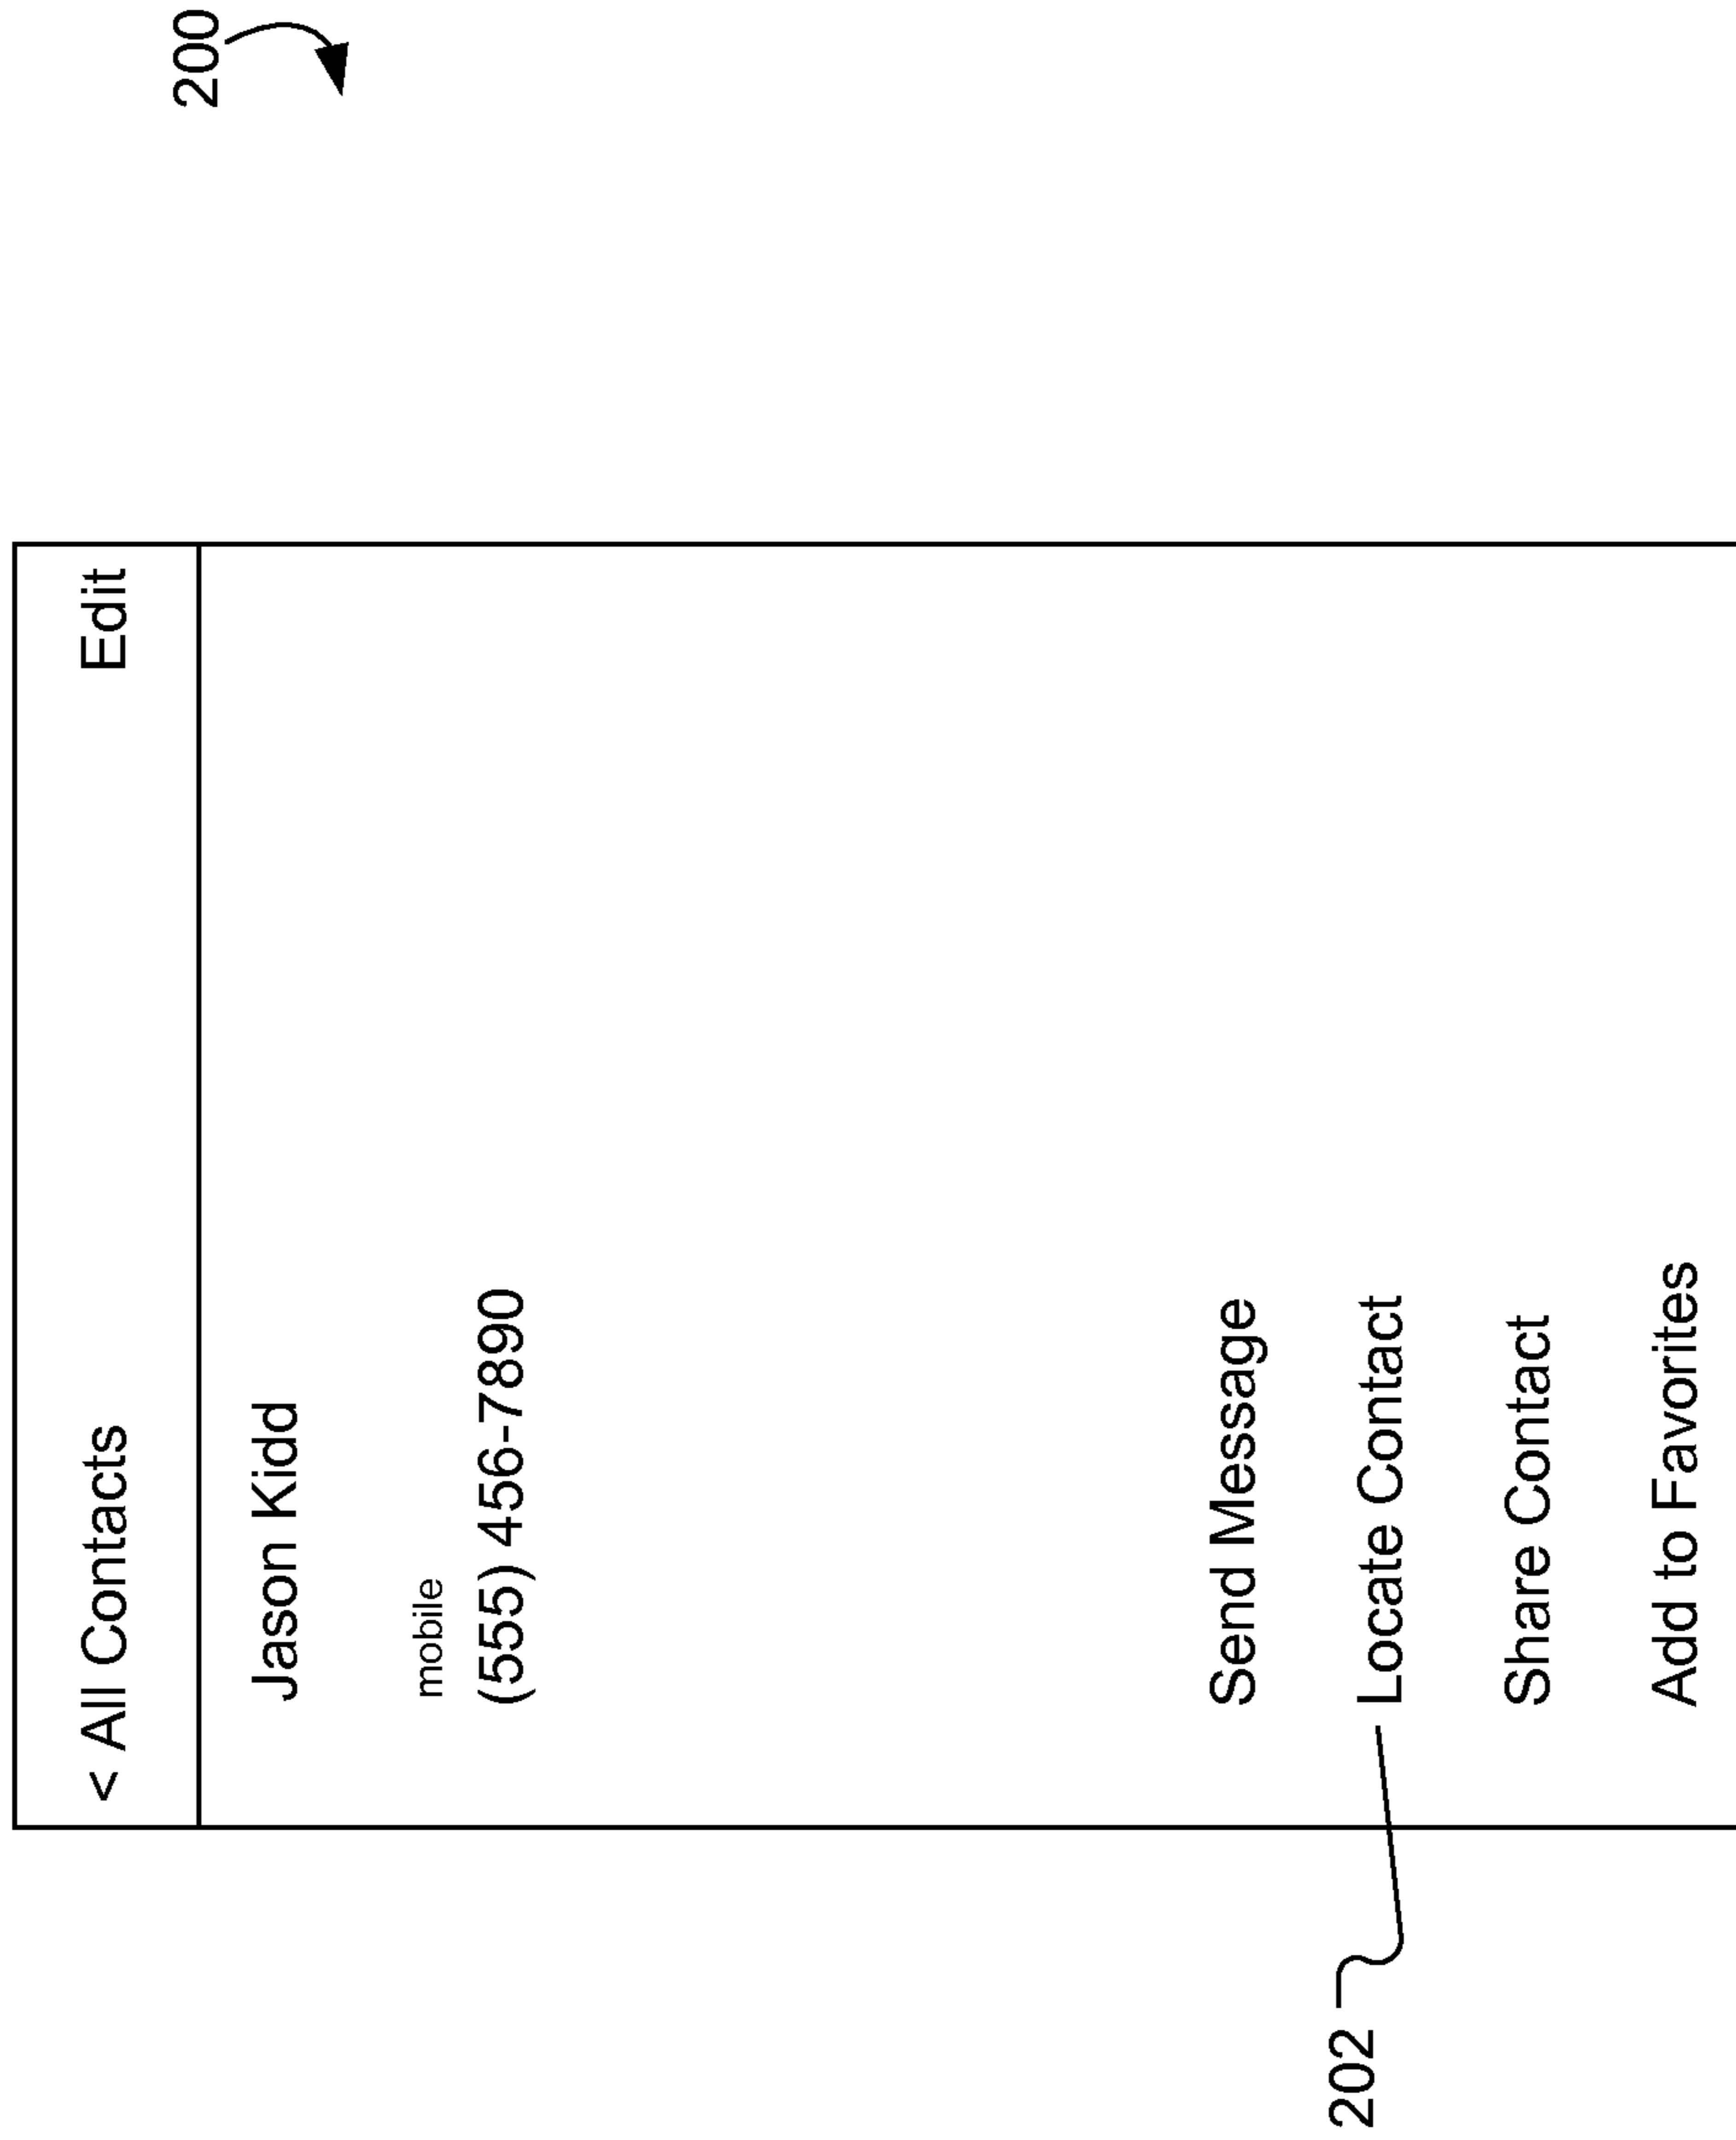 200
< All Contacts Edit
Jason Kidd
mobile
(555) 456-7890
Send Message
202 Locate Contact
Share Contact
Add to Favorites